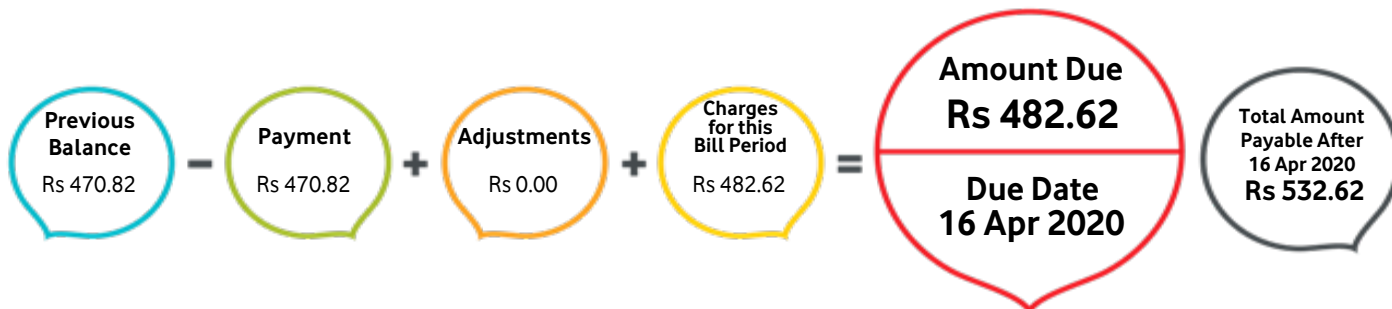 Previous
Balance
Rs 470.82
-
Payment
Rs 470.82
+
Adjustments
Rs 0.00
+
Charges
for this
Bill Period
Rs 482.62
=
Amount Due
Rs 482.62
Due Date
16 Apr 2020
Total Amount
Payable After
16 Apr 2020
Rs 532.62